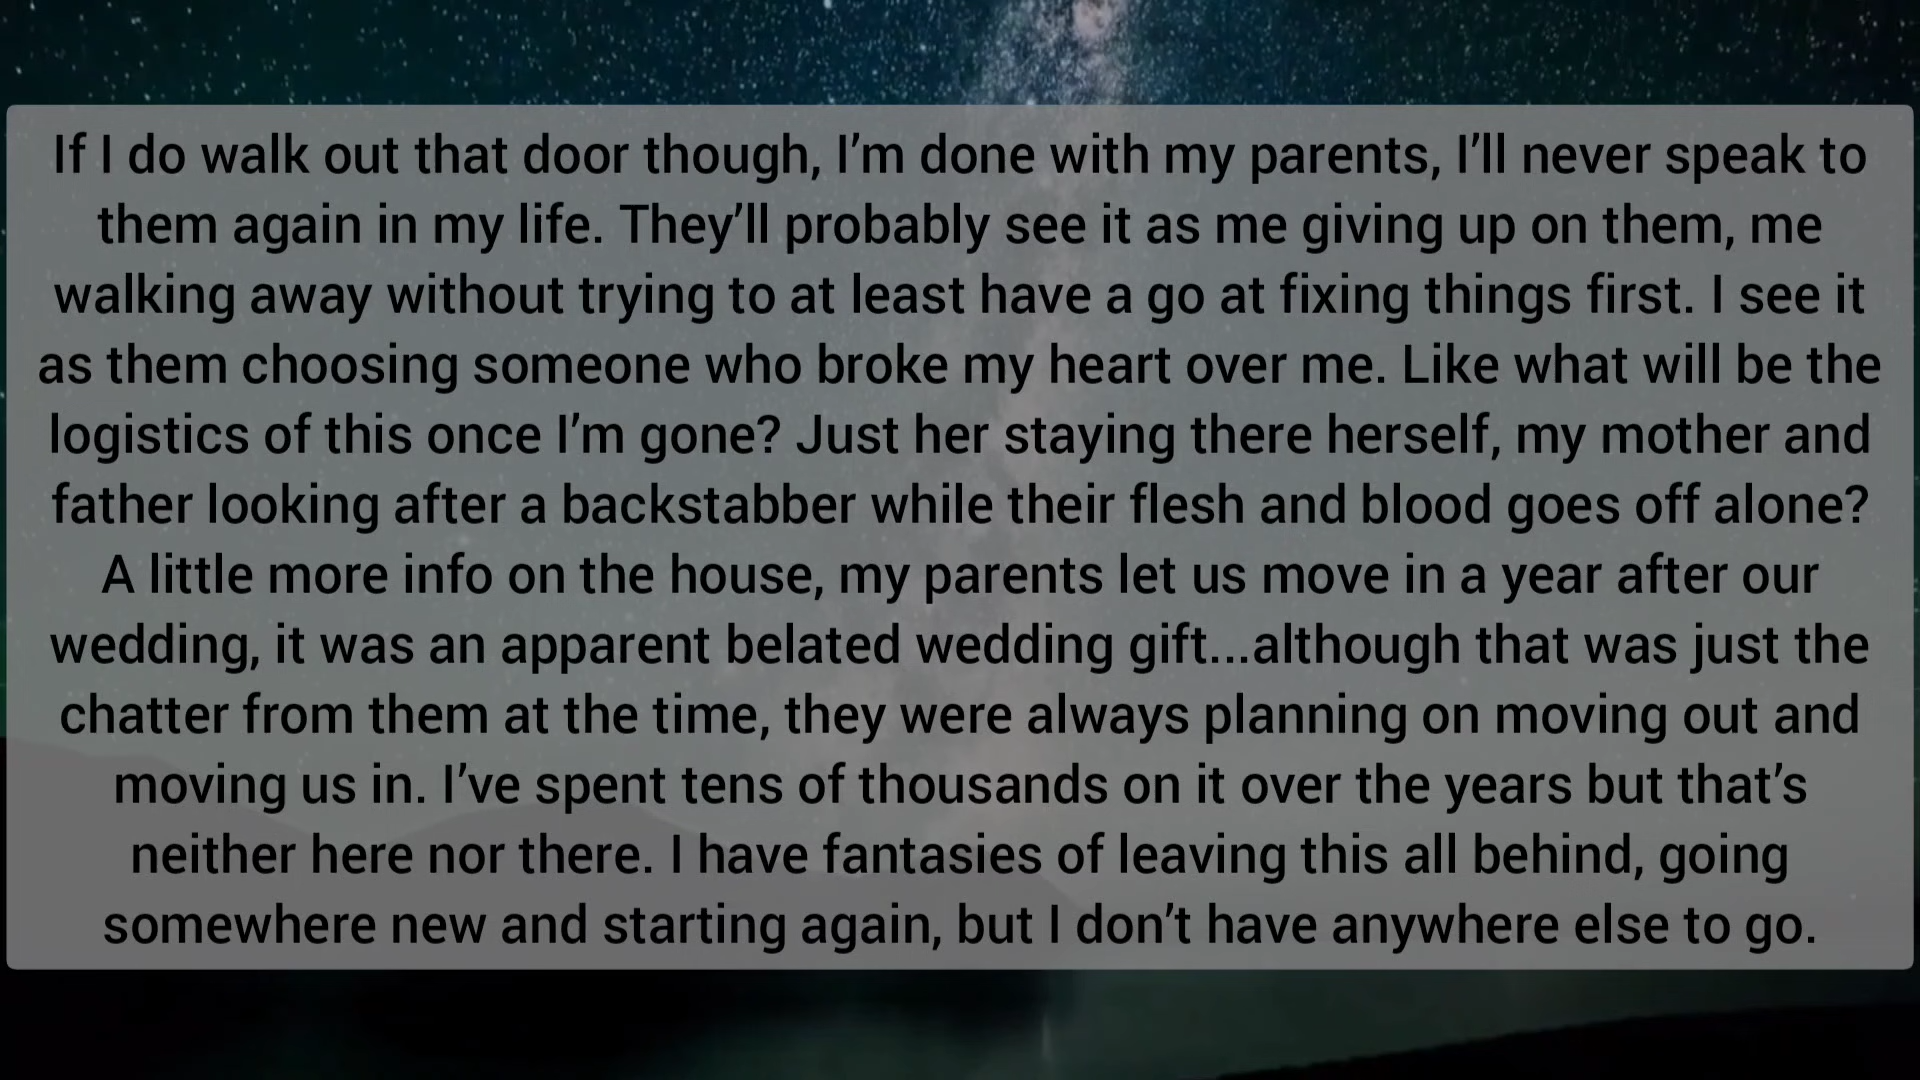 If I do walk out that door though, I’m done with my parents, I’ll never speak to
them again in my life. They’ll probably see it as me giving up on them, me
walking away without trying to at least have a go at fixing things first. I see it
as them choosing someone who broke my heart over me. Like what will be the
logistics of this once I’m gone? Just her staying there herself, my mother and
father looking after a backstabber while their flesh and blood goes off alone?
A little more info on the house, my parents let us move in a year after our
wedding, it was an apparent belated wedding gift...although that was just the
chatter from them at the time, they were always planning on moving out and
moving us in. I’ve spent tens of thousands on it over the years but that’s
neither here nor there. I have fantasies of leaving this all behind, going
somewhere new and starting again, but I don’t have anywhere else to go.